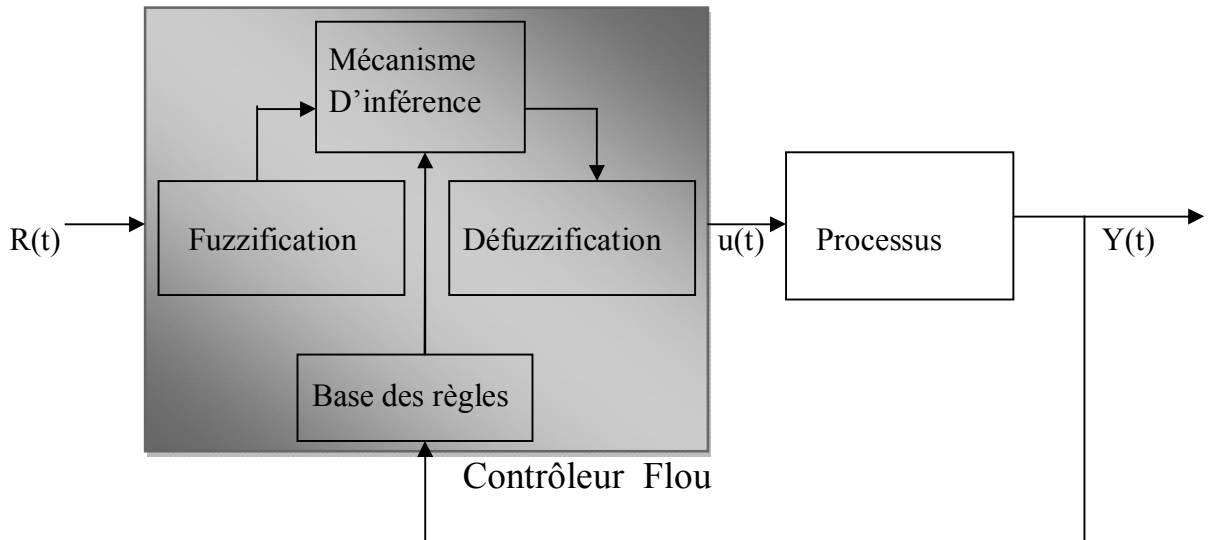 Mécanisme
D’inférence
R(t)
Fuzzification
Défuzzification
u(t)
Processus
Y(t)
Base des règles
Contrôleur Flou